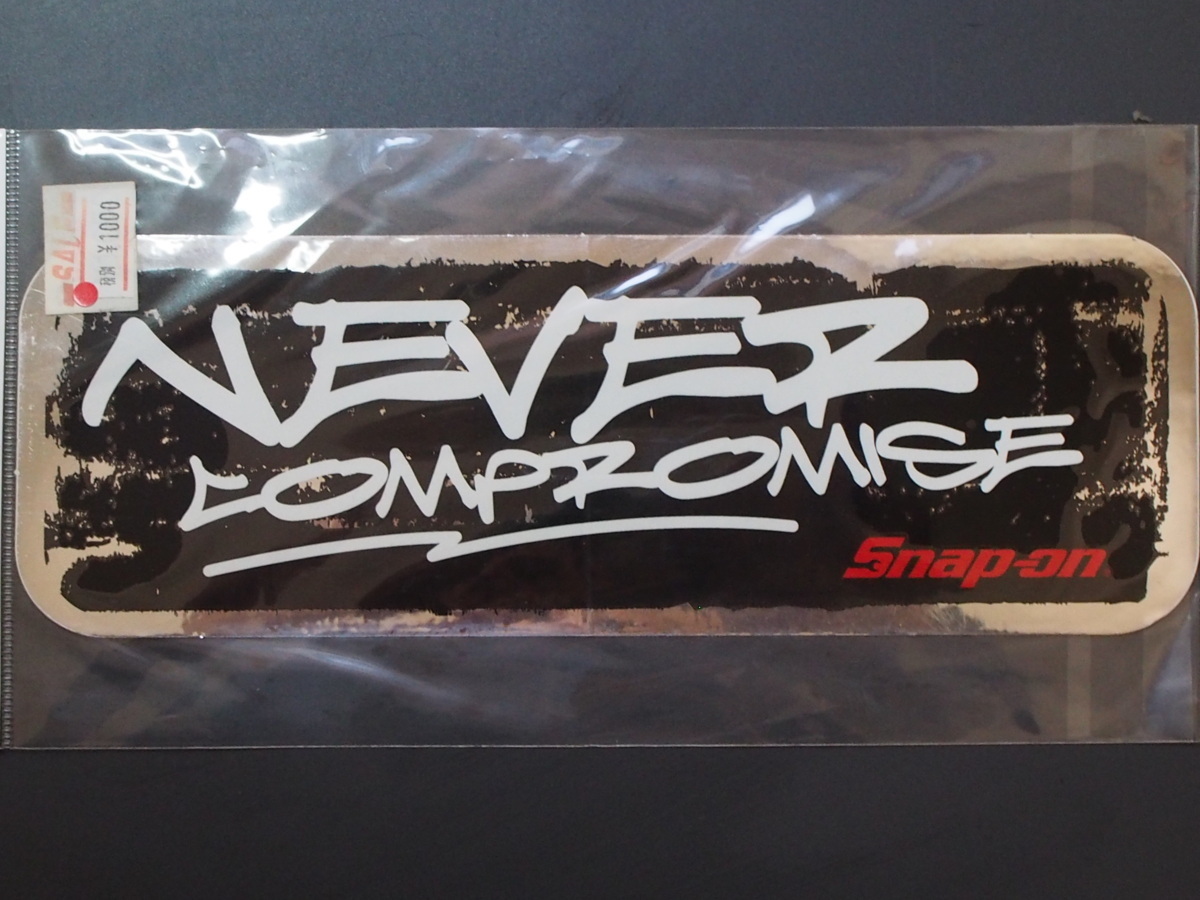 NEVER
COMPROMISE
Snap-on
¥1000